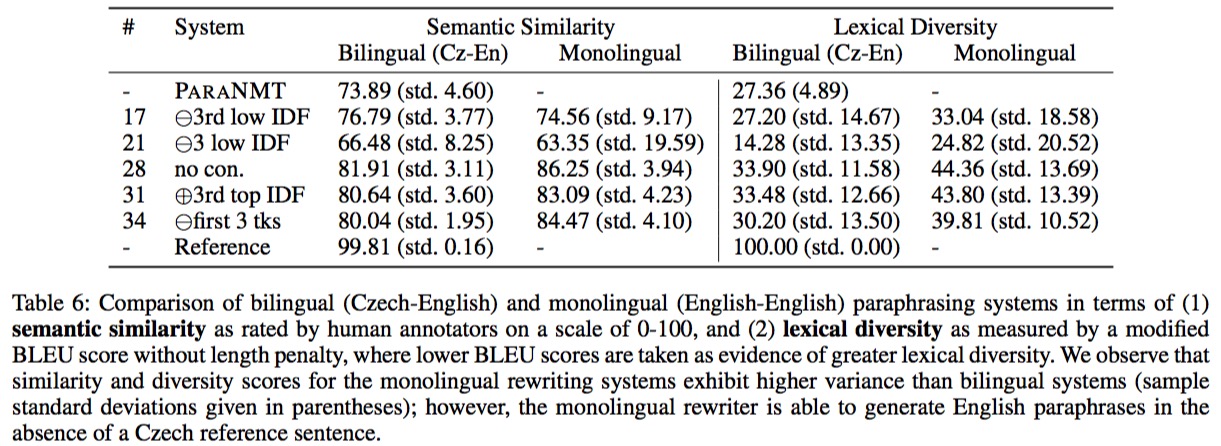 # System Semantic Similarity Lexical Diversity
Bilingual (Cz-En) Monolingual Bilingual (Cz-En) Monolingual
- PARANMT 73.89 (std. 4.60) - 27.36 (4.89) -
17 ⊖3rd low IDF 76.79 (std. 3.77) 74.56 (std. 9.17) 27.20 (std. 14.67) 33.04 (std. 18.58)
21 ⊖3 low IDF 66.48 (std. 8.25) 63.35 (std. 19.59) 14.28 (std. 13.35) 24.82 (std. 20.52)
28 no con. 81.91 (std. 3.11) 86.25 (std. 3.94) 33.90 (std. 11.58) 44.36 (std. 13.69)
31 ⊕3rd top IDF 80.64 (std. 3.60) 83.09 (std. 4.23) 33.48 (std. 12.66) 43.80 (std. 13.39)
34 ⊖first 3 tks 80.04 (std. 1.95) 84.47 (std. 4.10) 30.20 (std. 13.50) 39.81 (std. 10.52)
- Reference 99.81 (std. 0.16) - 100.00 (std. 0.00) -
Table 6: Comparison of bilingual (Czech-English) and monolingual (English-English) paraphrasing systems in terms of (1)
semantic similarity as rated by human annotators on a scale of 0-100, and (2) lexical diversity as measured by a modified
BLEU score without length penalty, where lower BLEU scores are taken as evidence of greater lexical diversity. We observe that
similarity and diversity scores for the monolingual rewriting systems exhibit higher variance than bilingual systems (sample
standard deviations given in parentheses); however, the monolingual rewriter is able to generate English paraphrases in the
absence of a Czech reference sentence.